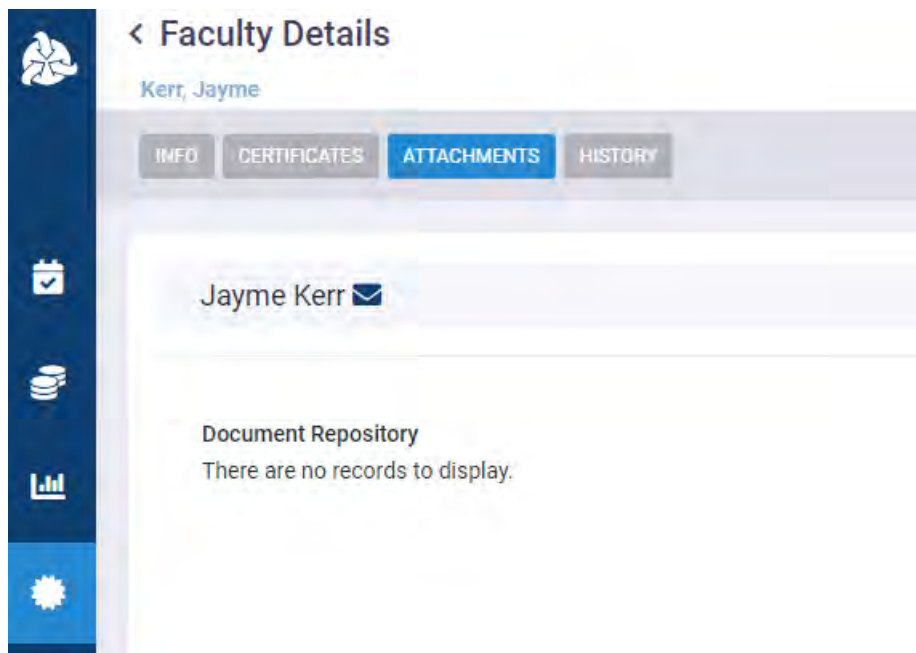 Faculty Details
Kerr, Jayme
INFO CERTIFICATES ATTACHMENTS HISTORY
Jayme Kerr
Document Repository
There are no records to display.